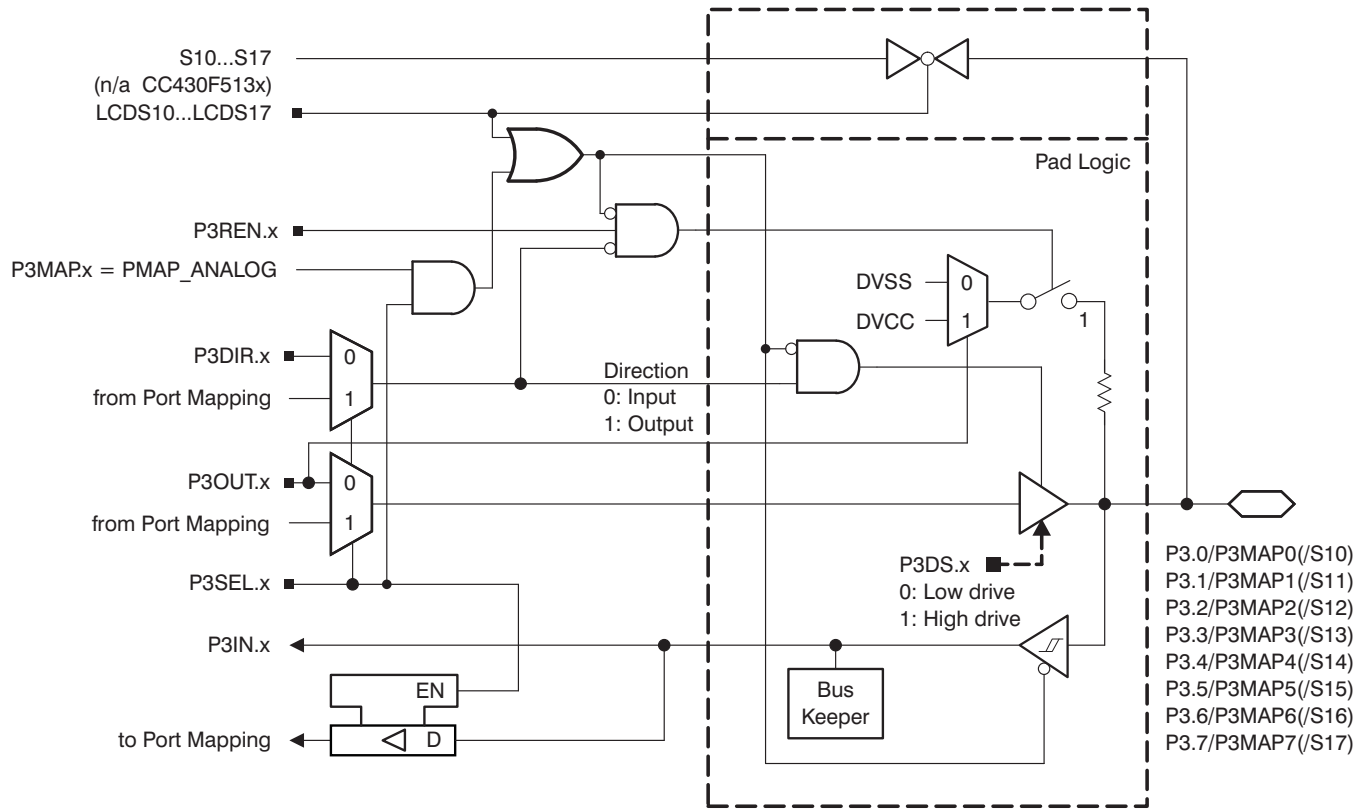 S10...S17
(n/a CC430F513x)
LCDS10...LCDS17
Pad Logic
P3REN.x
P3MAP.x = PMAP_ANALOG
DVSS
0
DVCC
1
1
P3DIR.x
0
from Port Mapping
1
Direction
0: Input
1: Output
P3OUT.x
0
from Port Mapping
1
P3SEL.x
P3DS.x
0: Low drive
1: High drive
P3IN.x
EN
D
to Port Mapping
Bus
Keeper
P3.0/P3MAP0(/S10)
P3.1/P3MAP1(/S11)
P3.2/P3MAP2(/S12)
P3.3/P3MAP3(/S13)
P3.4/P3MAP4(/S14)
P3.5/P3MAP5(/S15)
P3.6/P3MAP6(/S16)
P3.7/P3MAP7(/S17)